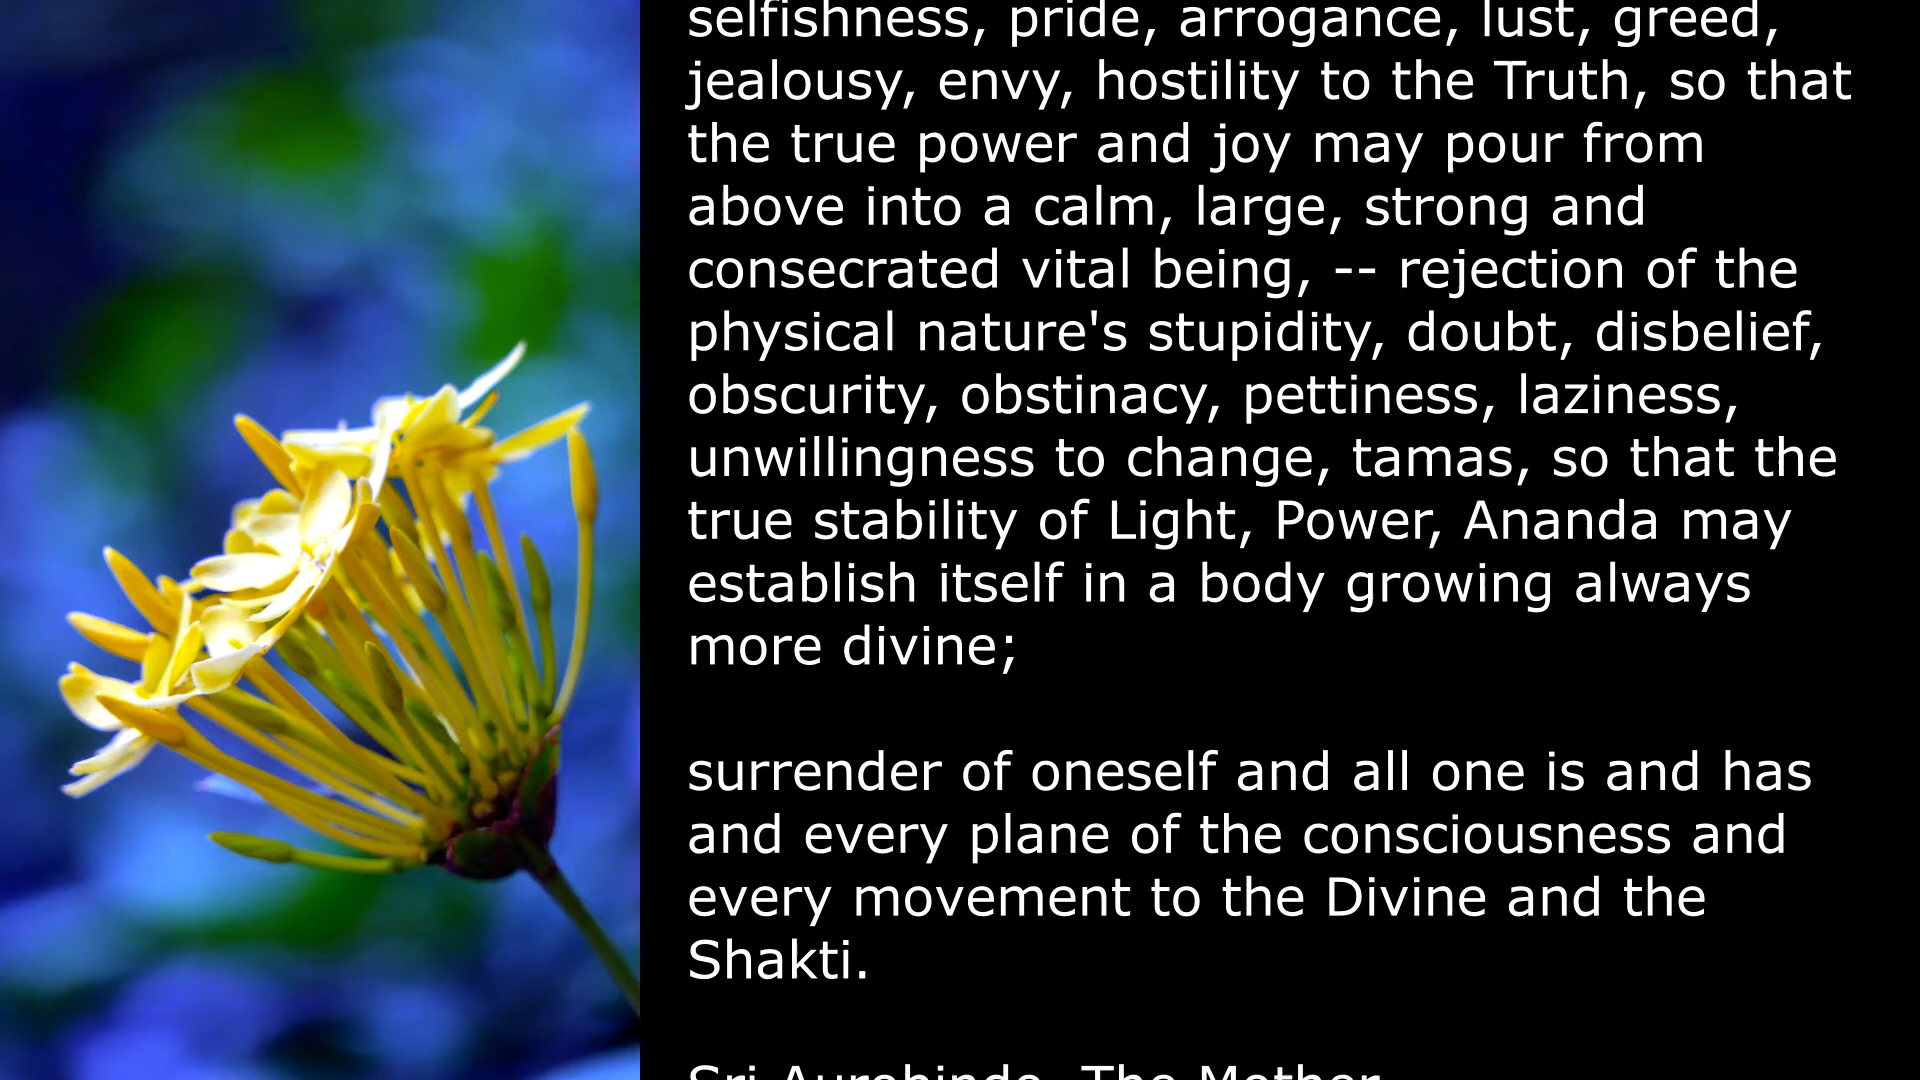 selfishness, pride, arrogance, lust, greed,
jealousy, envy, hostility to the Truth, so that
the true power and joy may pour from
above into a calm, large, strong and
consecrated vital being, -- rejection of the
physical nature's stupidity, doubt, disbelief,
obscurity, obstinacy, pettiness, laziness,
unwillingness to change, tamas, so that the
true stability of Light, Power, Ananda may
establish itself in a body growing always
more divine;
surrender of oneself and all one is and has
and every plane of the consciousness and
every movement to the Divine and the
Shakti.
Sri Aurobindo, The Mother